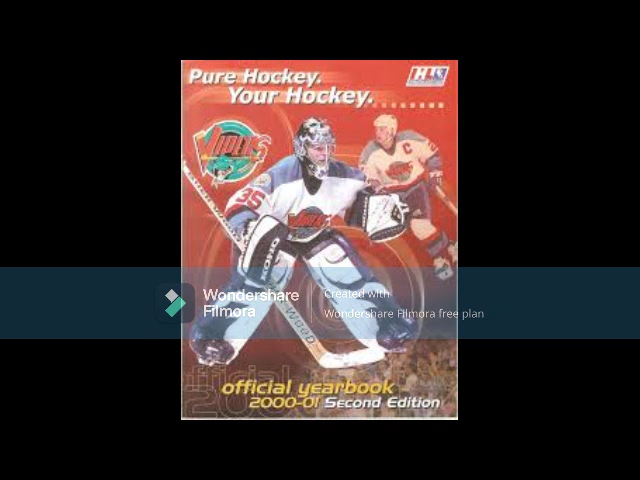 Pure Hockey.
Your Hockey.
VIPERS
C
35
VIPERS
Wondershare
Filmora
Created with
Wondershare Filmora free plan
official yearbook
2000-01 Second Edition